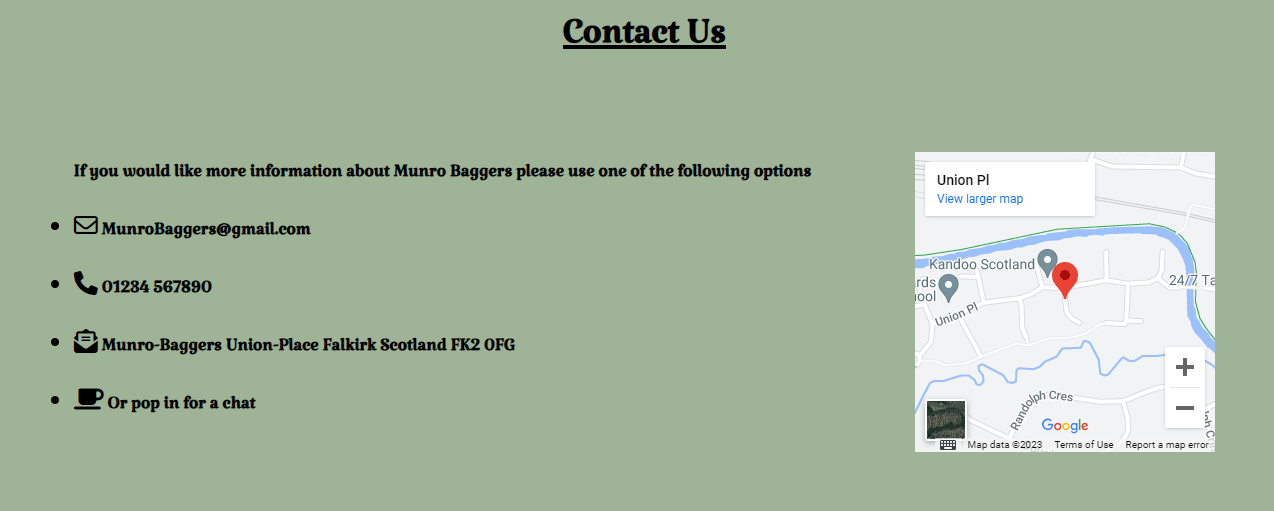 Contact Us
If you would like more information about Munro Baggers please use one of the following options
MunroBaggers@gmail.com
01234 567890
Munro-Baggers Union-Place Falkirk Scotland FK2 0FG
Or pop in for a chat
Union Pl
View larger map
Kandoo Scotland
rds
ool
24/7 Ta
Union Pl
Randolph Cres
Google
Map data ©2023 Terms of Use Report a map error